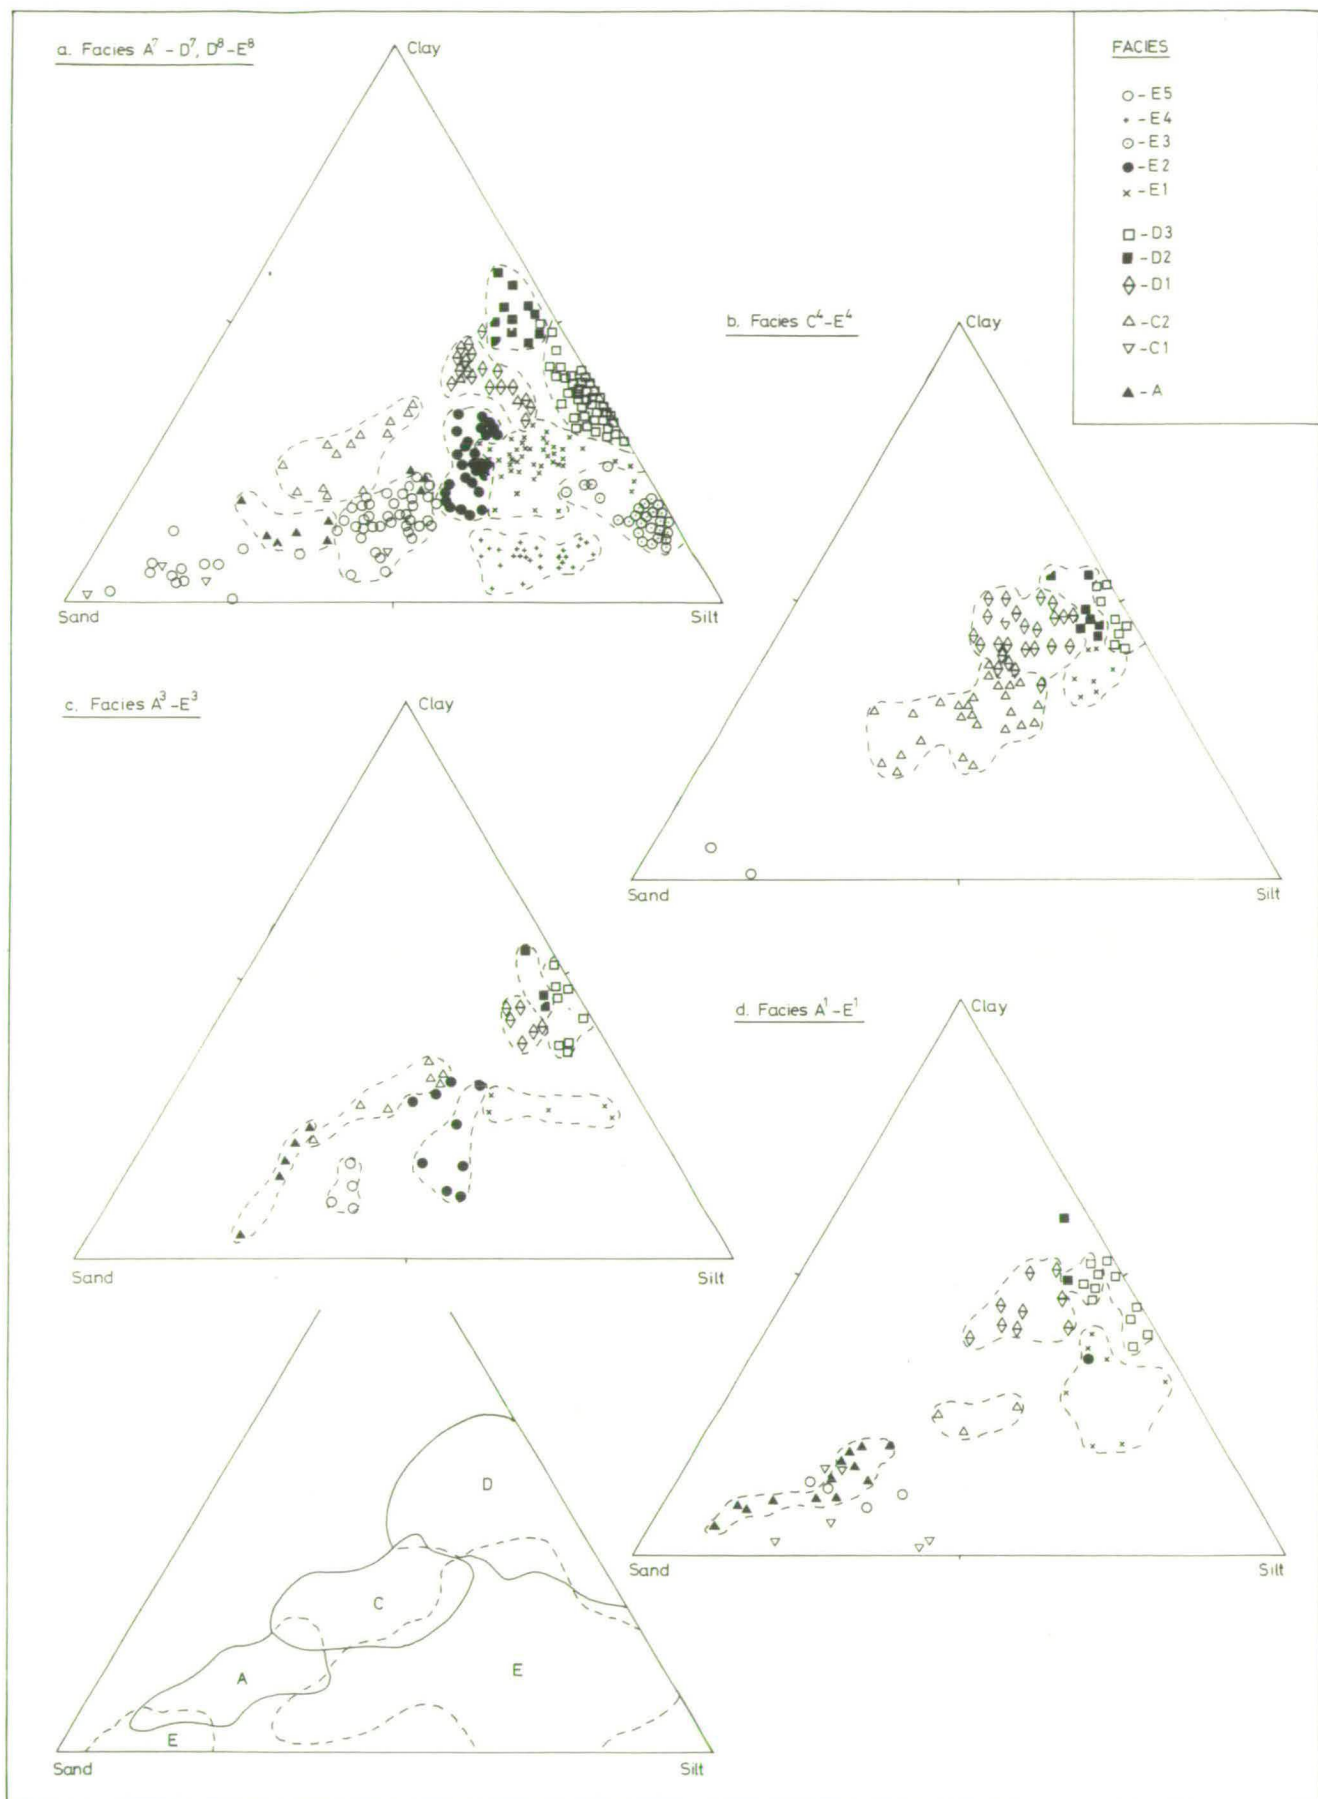 a. Facies A⁷ - D⁷, D⁸-E⁸
Clay
Sand
Silt
FACIES
-E5
-E4
-E3
-E2
-E1
-D3
-D2
-D1
-C2
-C1
-A
b. Facies C⁴-E⁴
Clay
Sand
Silt
c. Facies A³-E³
Clay
Sand
Silt
d. Facies A¹-E¹
Clay
Sand
Silt
D
C
A
E
E
Sand
Silt